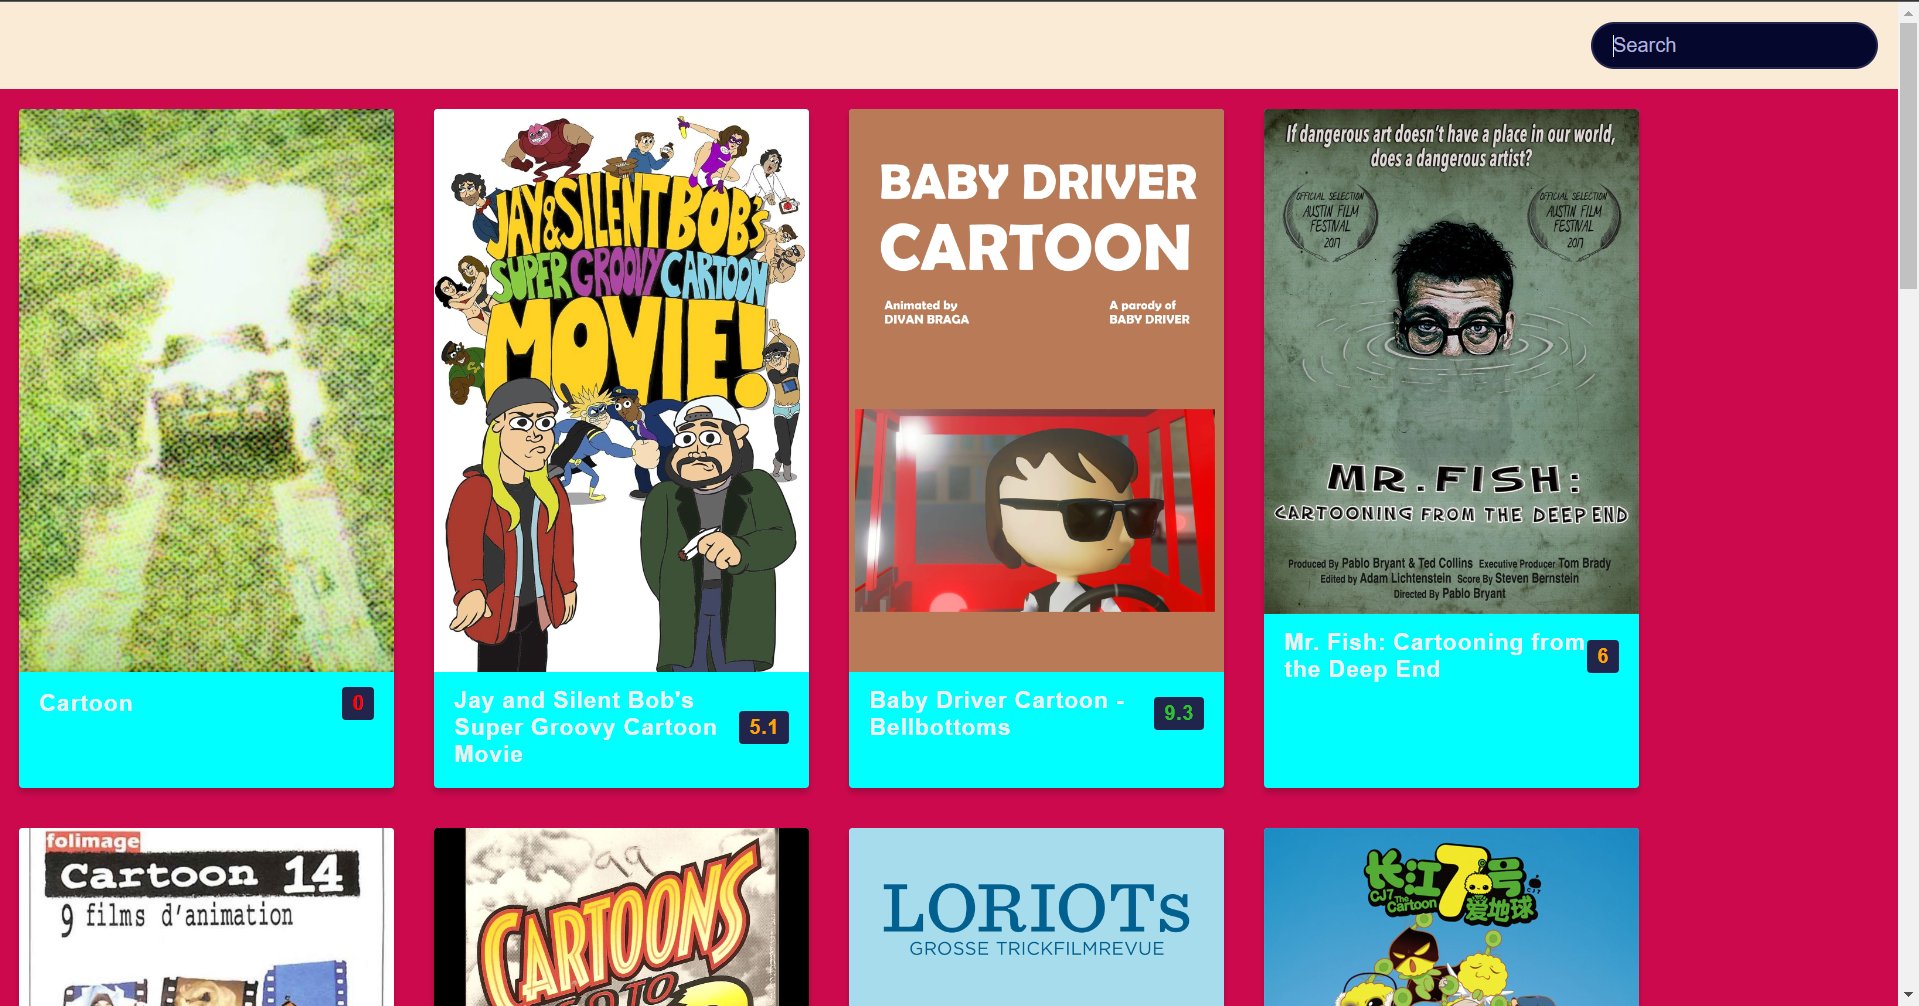 Search
JAY & SILENT BOB's
SUPER GROOVY CARTOON
MOVIE!
BABY DRIVER
CARTOON
Animated by
DIVAN BRAGA
A parody of
BABY DRIVER
If dangerous art doesn't have a place in our world,
does a dangerous artist?
OFFICIAL SELECTION
AUSTIN FILM
FESTIVAL
2017
OFFICIAL SELECTION
AUSTIN FILM
FESTIVAL
2017
MR. FISH:
CARTOONING FROM THE DEEP END
Produced By Pablo Bryant & Ted Collins Executive Producer Tom Brady
Edited by Adam Lichtenstein Score By Steven Bernstein
Directed By Pablo Bryant
Cartoon
0
Jay and Silent Bob's
Super Groovy Cartoon
Movie
5.1
Baby Driver Cartoon -
Bellbottoms
9.3
Mr. Fish: Cartooning from
the Deep End
6
folimage
Cartoon 14
9 films d'animation
99
CARTOONS
TO
LORIOTs
GROSSE TRICKFILMREVUE
长江7号
CJ7 The Cartoon
爱地球